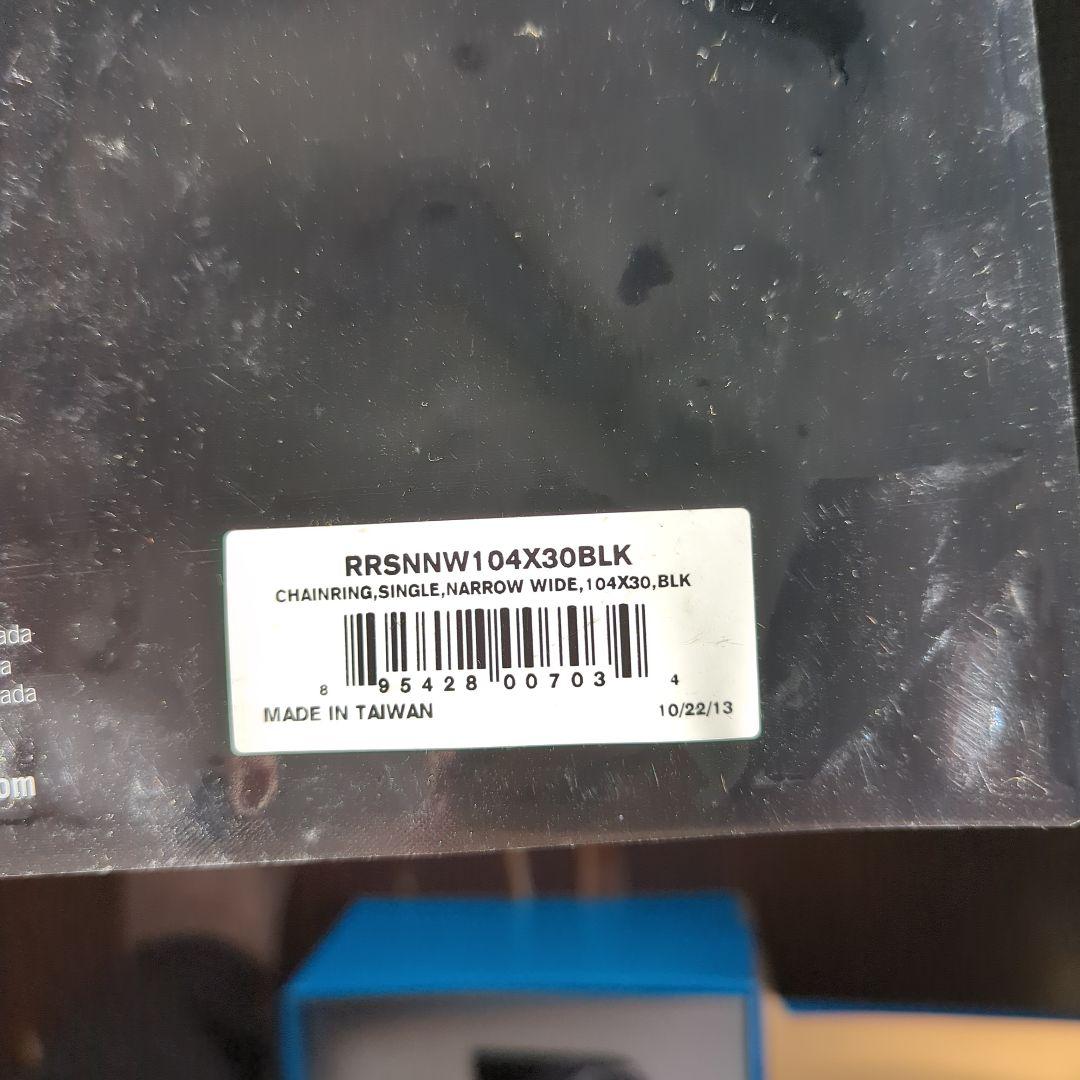 RRSNNW104X30BLK
CHAINRING,SINGLE,NARROW WIDE,104X30,BLK
8 95428 00703 4
MADE IN TAIWAN 10/22/13
ada
a
ada
om